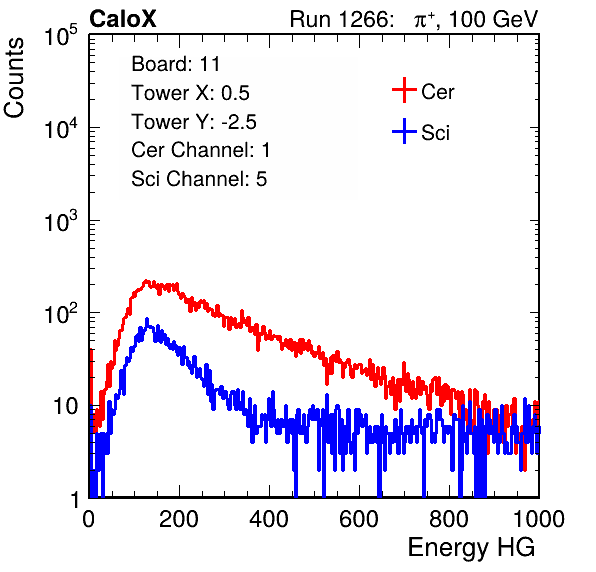 CaloX Run 1266: π⁺, 100 GeV
Counts
10⁵
10⁴
10³
10²
10
1
Board: 11
Tower X: 0.5
Tower Y: -2.5
Cer Channel: 1
Sci Channel: 5
Cer
Sci
0 200 400 600 800 1000
Energy HG